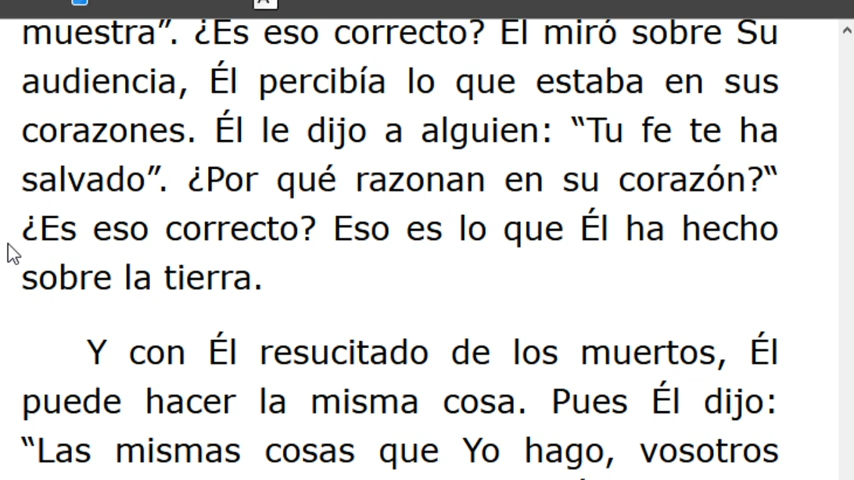 muestra”. ¿Es eso correcto? Él miró sobre Su
audiencia, Él percibía lo que estaba en sus
corazones. Él le dijo a alguien: “Tu fe te ha
salvado”. ¿Por qué razonan en su corazón?“
¿Es eso correcto? Eso es lo que Él ha hecho
sobre la tierra.
Y con Él resucitado de los muertos, Él
puede hacer la misma cosa. Pues Él dijo:
“Las mismas cosas que Yo hago, vosotros